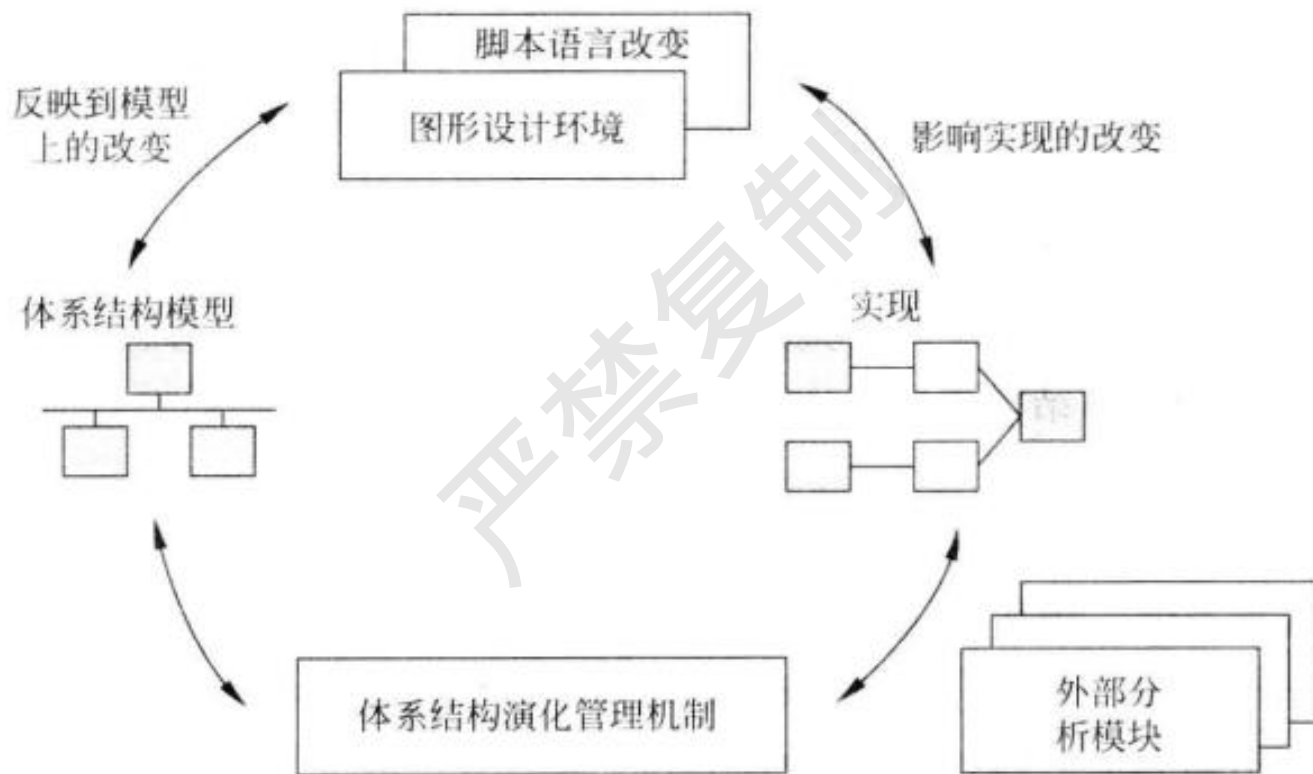 脚本语言改变
图形设计环境
反映到模型
上的改变
影响实现的改变
体系结构模型
实现
体系结构演化管理机制
外部分
析模块
严禁复制